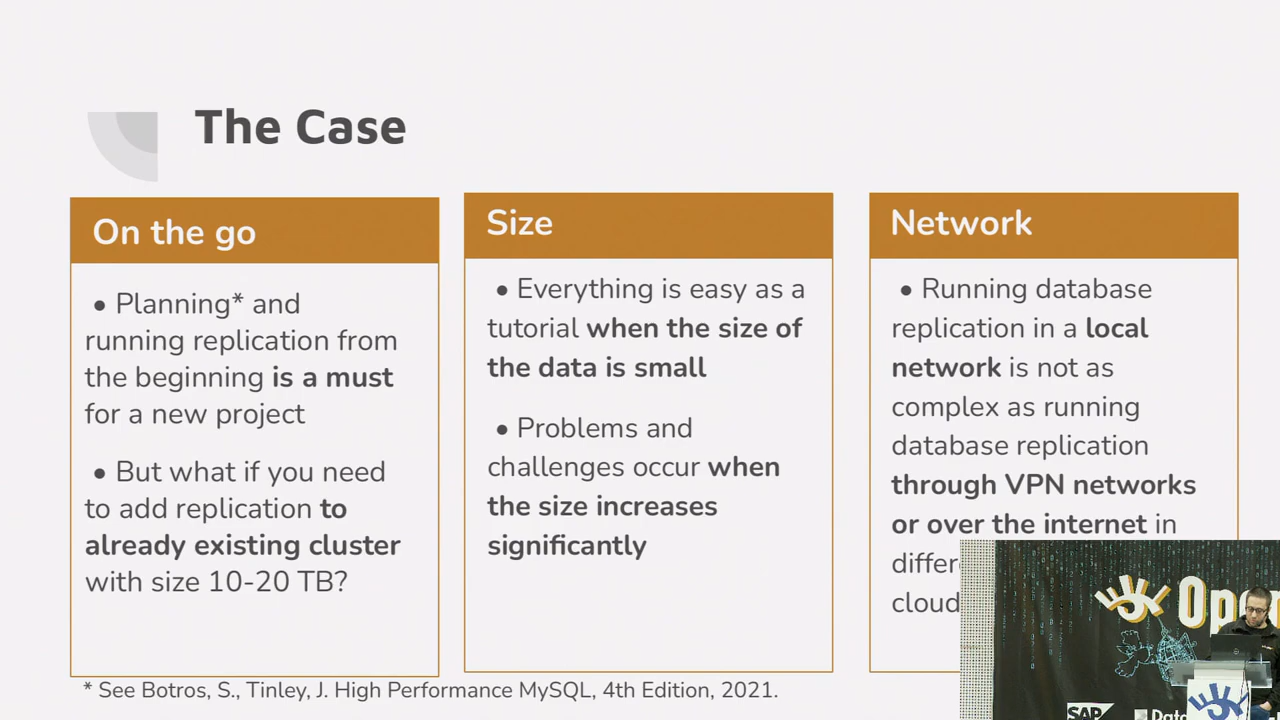 The Case
On the go
• Planning* and
running replication from
the beginning is a must
for a new project
• But what if you need
to add replication to
already existing cluster
with size 10-20 TB?
Size
• Everything is easy as a
tutorial when the size of
the data is small
• Problems and
challenges occur when
the size increases
significantly
Network
• Running database
replication in a local
network is not as
complex as running
database replication
through VPN networks
or over the internet in
differ
cloud
* See Botros, S., Tinley, J. High Performance MySQL, 4th Edition, 2021.
Open
SAP
Data